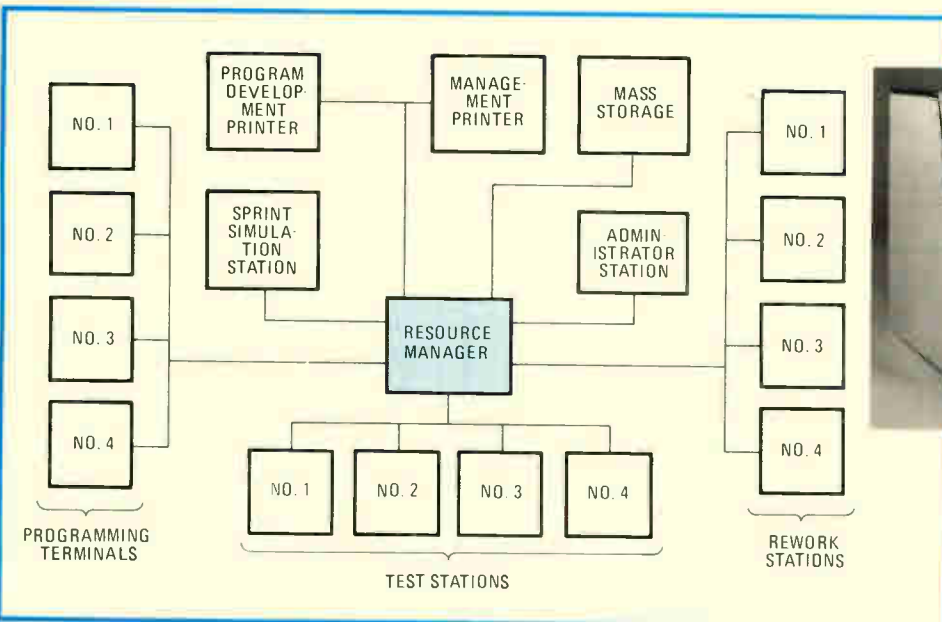 PROGRAM
DEVELOP-
MENT
PRINTER
MANAGE-
MENT
PRINTER
MASS
STORAGE
NO. 1
NO. 2
NO. 3
NO. 4
PROGRAMMING
TERMINALS
SPRINT
SIMULA-
TION
STATION
ADMIN-
ISTRATOR
STATION
RESOURCE
MANAGER
NO. 1
NO. 2
NO. 3
NO. 4
TEST STATIONS
NO. 1
NO. 2
NO. 3
NO. 4
REWORK
STATIONS